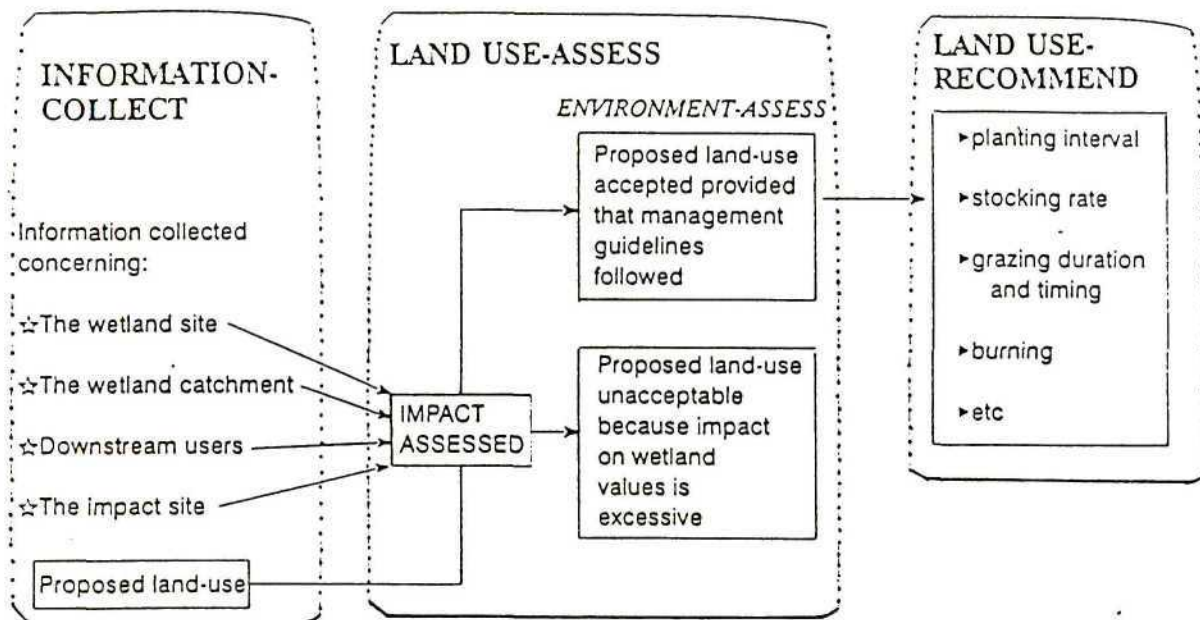 INFORMATION-
COLLECT
Information collected
concerning:
☆The wetland site
☆The wetland catchment
☆Downstream users
☆The impact site
Proposed land-use
LAND USE-ASSESS
ENVIRONMENT-ASSESS
Proposed land-use
accepted provided
that management
guidelines
followed
IMPACT
ASSESSED
Proposed land-use
unacceptable
because impact
on wetland
values is
excessive
LAND USE-
RECOMMEND
▸planting interval
▸stocking rate
▸grazing duration
and timing
▸burning
▸etc